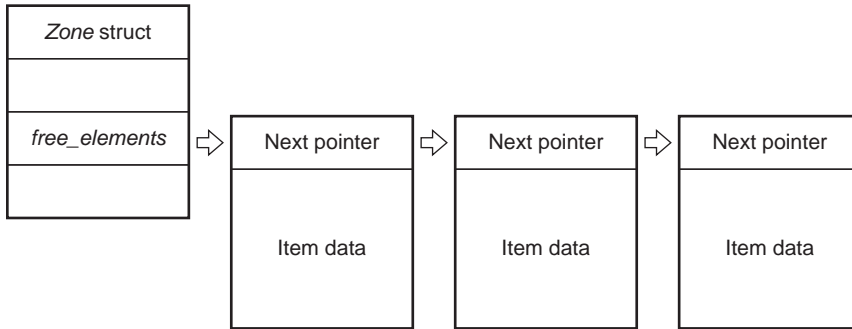 Zone struct
free_elements
Next pointer
Next pointer
Next pointer
Item data
Item data
Item data